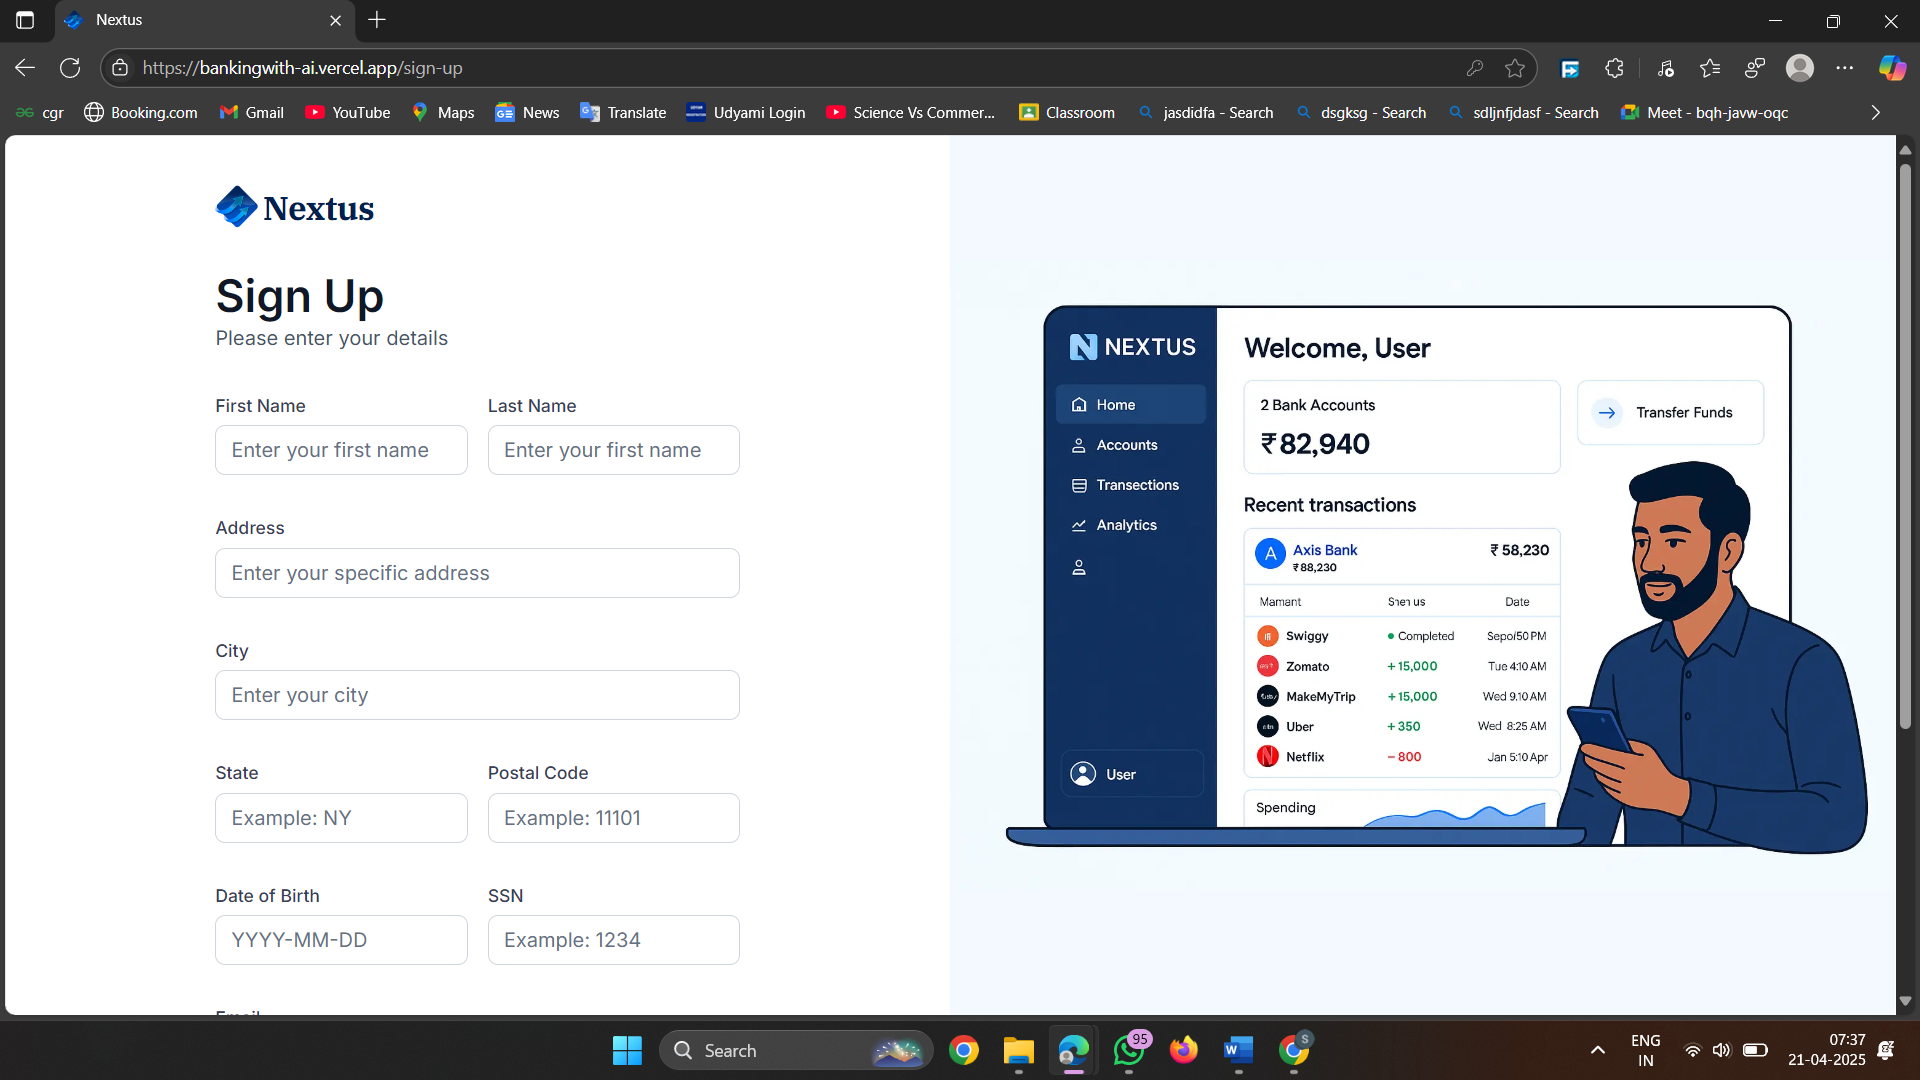 Nextus
https://bankingwith-ai.vercel.app/sign-up
cgr
Booking.com
Gmail
YouTube
Maps
News
Translate
Udyami Login
Science Vs Commer...
Classroom
jasdidfa - Search
dsgksg - Search
sdljnfjdasf - Search
Meet - bqh-javw-oqc
Nextus
Sign Up
Please enter your details
First Name
Last Name
Enter your first name
Enter your first name
Address
Enter your specific address
City
Enter your city
State
Postal Code
Example: NY
Example: 11101
Date of Birth
SSN
YYYY-MM-DD
Example: 1234
Email
NEXTUS
Home
Accounts
Transections
Analytics
User
Welcome, User
2 Bank Accounts
₹82,940
Transfer Funds
Recent transactions
A
Axis Bank
₹88,230
₹ 58,230
Mamant
Date
Swiggy
Completed
Sepo/50 PM
Zomato
+15,000
Tue 4:10 AM
MakeMyTrip
+15,000
Wed 9.10 AM
Uber
+350
Wed 8:25 AM
Netflix
-800
Jan 5:10 Apr
Spending
Search
95
S
ENG
IN
07:37
21-04-2025